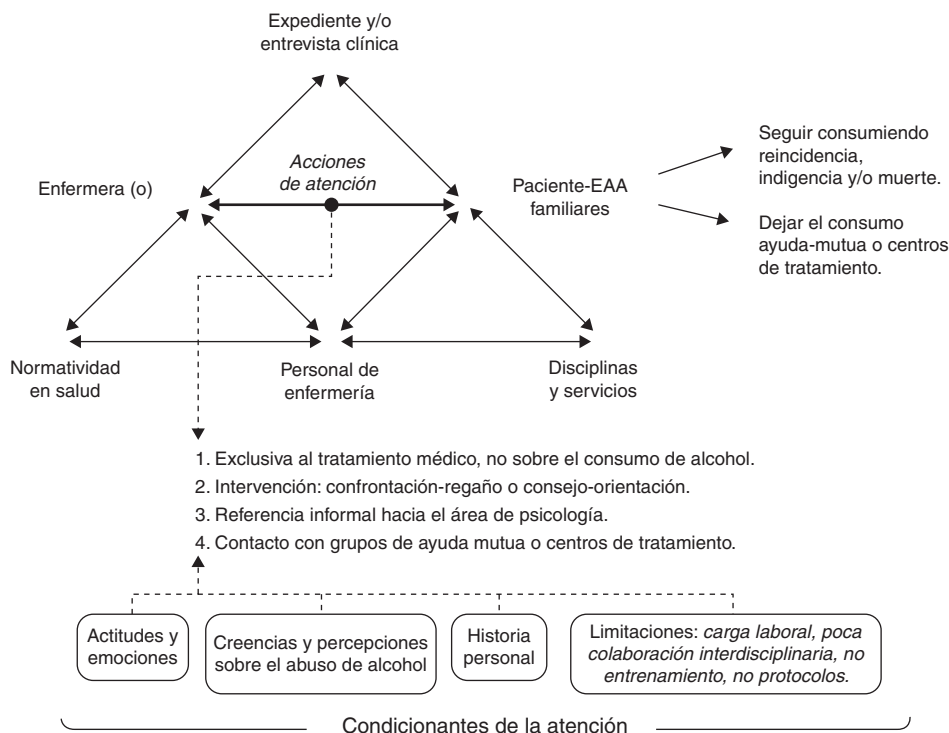 Expediente y/o
entrevista clínica
Acciones
de atención
Enfermera (o)
Paciente-EAA
familiares
Seguir consumiendo
reincidencia,
indigencia y/o muerte.
Dejar el consumo
ayuda-mutua o centros
de tratamiento.
Normatividad
en salud
Personal de
enfermería
Disciplinas
y servicios
1. Exclusiva al tratamiento médico, no sobre el consumo de alcohol.
2. Intervención: confrontación-regaño o consejo-orientación.
3. Referencia informal hacia el área de psicología.
4. Contacto con grupos de ayuda mutua o centros de tratamiento.
Actitudes y
emociones
Creencias y percepciones
sobre el abuso de alcohol
Historia
personal
Limitaciones: carga laboral, poca
colaboración interdisciplinaria, no
entrenamiento, no protocolos.
Condicionantes de la atención